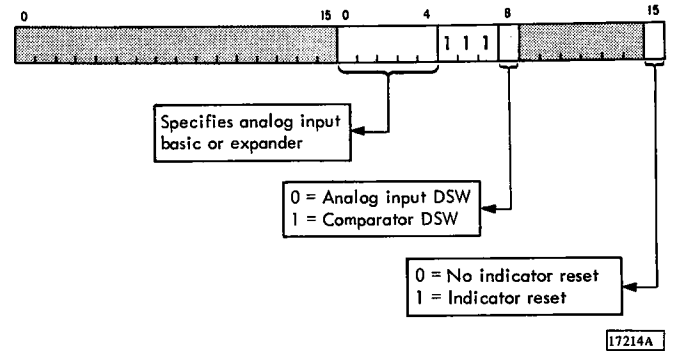 0 15 0 4 8 15
1 1 1
Specifies analog input
basic or expander
0 = Analog input DSW
1 = Comparator DSW
0 = No indicator reset
1 = Indicator reset
17214A